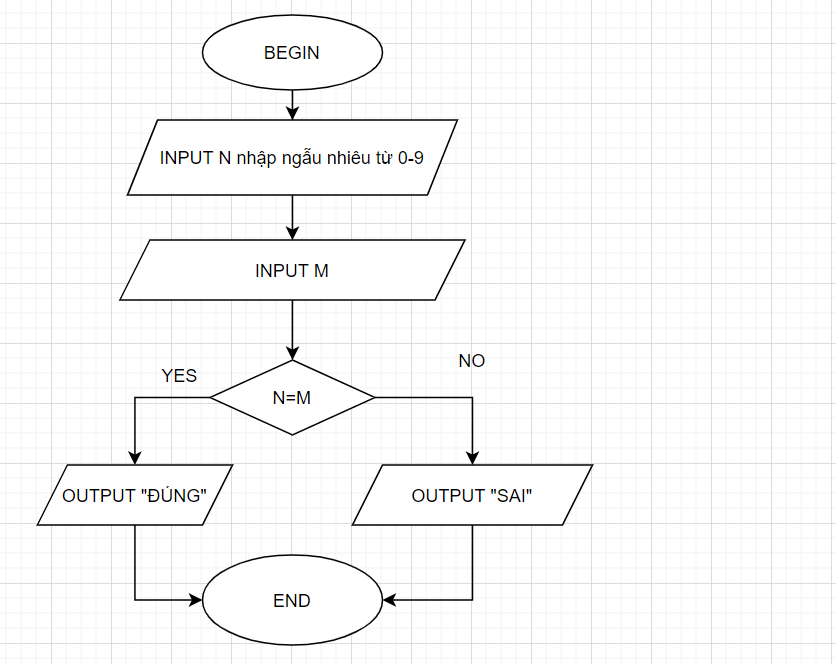 BEGIN
INPUT N nhập ngẫu nhiêu từ 0-9
INPUT M
YES
NO
N=M
OUTPUT "ĐÚNG"
OUTPUT "SAI"
END